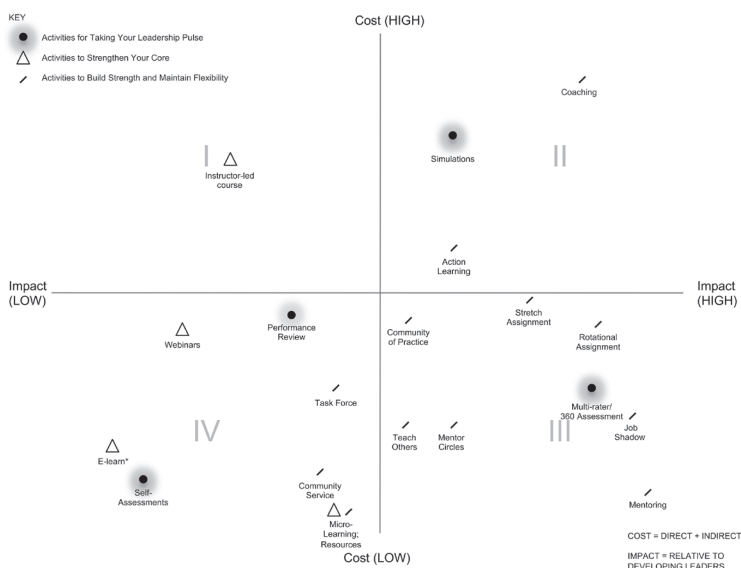 KEY
Activities for Taking Your Leadership Pulse
Activities to Strengthen Your Core
Activities to Build Strength and Maintain Flexibility
Cost (HIGH)
Coaching
I
Instructor-led
course
Simulations
II
Action
Learning
Impact
(LOW)
Impact
(HIGH)
Webinars
Performance
Review
Community
of Practice
Stretch
Assignment
Rotational
Assignment
Task Force
Multi-rater/
360 Assessment
IV
Teach
Others
Mentor
Circles
III
Job
Shadow
E-learn*
Self-
Assessments
Community
Service
Micro-
Learning;
Resources
Mentoring
Cost (LOW)
COST = DIRECT + INDIRECT
IMPACT = RELATIVE TO
DEVELOPING LEADERS